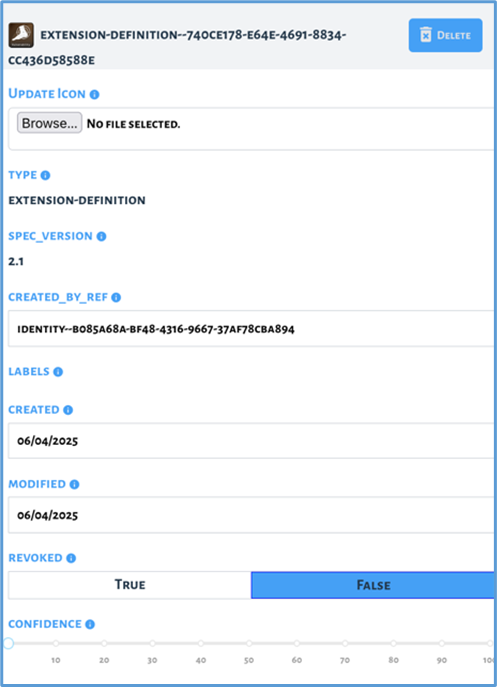 EXTENSION-DEFINITION--740CE178-E64E-4691-8834-
CC436D58588E
DELETE
UPDATE ICON
Browse... NO FILE SELECTED.
TYPE
EXTENSION-DEFINITION
SPEC_VERSION
2.1
CREATED_BY_REF
IDENTITY--B085A68A-BF48-4316-9667-37AF78CBA894
LABELS
CREATED
06/04/2025
MODIFIED
06/04/2025
REVOKED
TRUE FALSE
CONFIDENCE
10 20 30 40 50 60 70 80 90 100